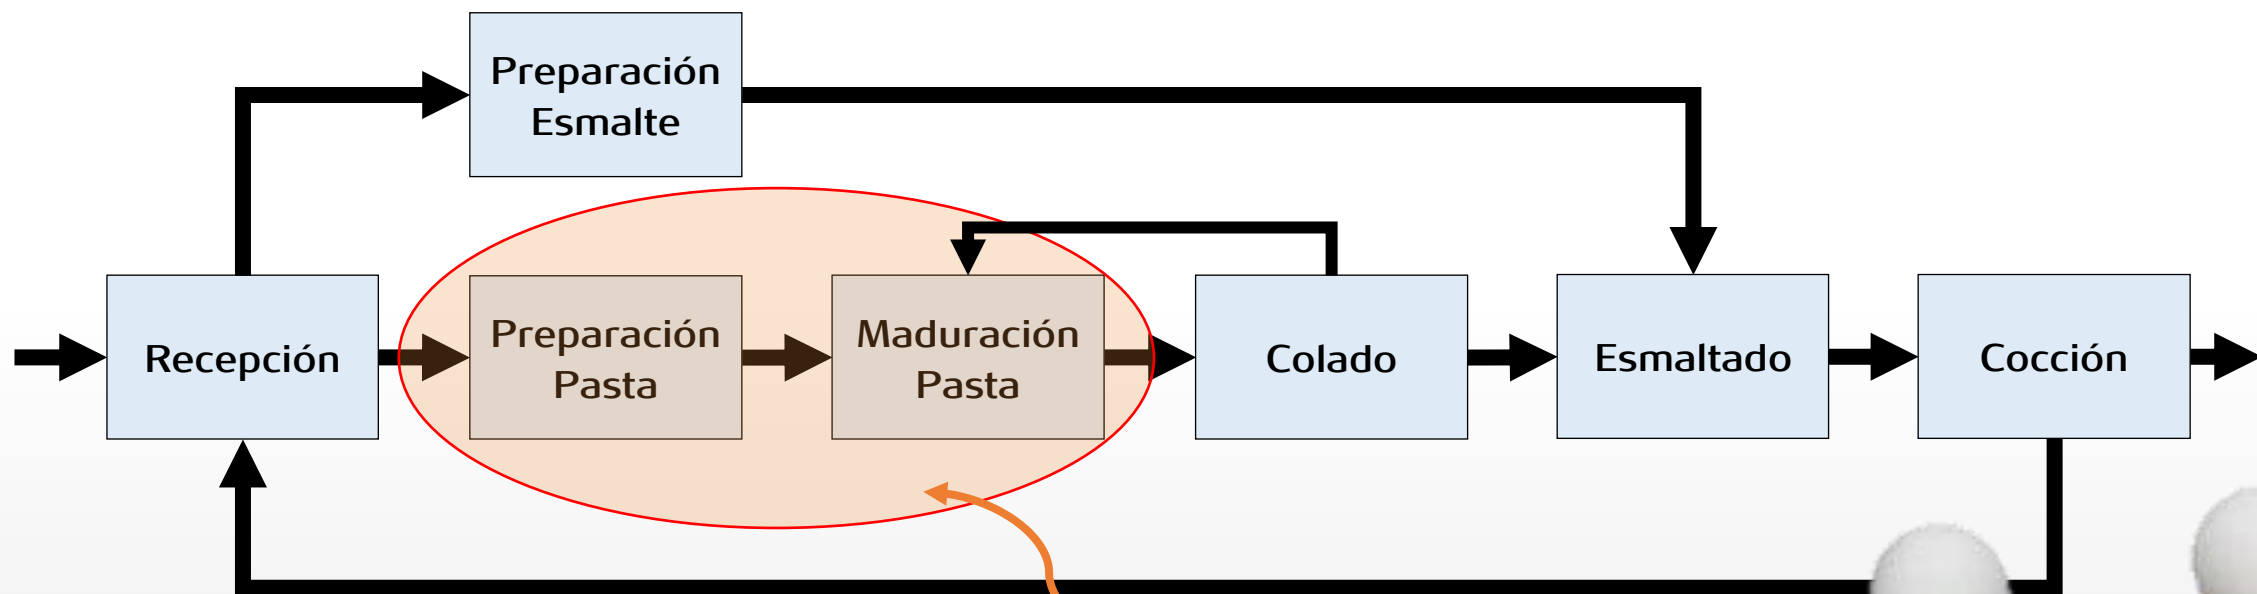 Preparación
Esmalte
Recepción
Preparación
Pasta
Maduración
Pasta
Colado
Esmaltado
Cocción